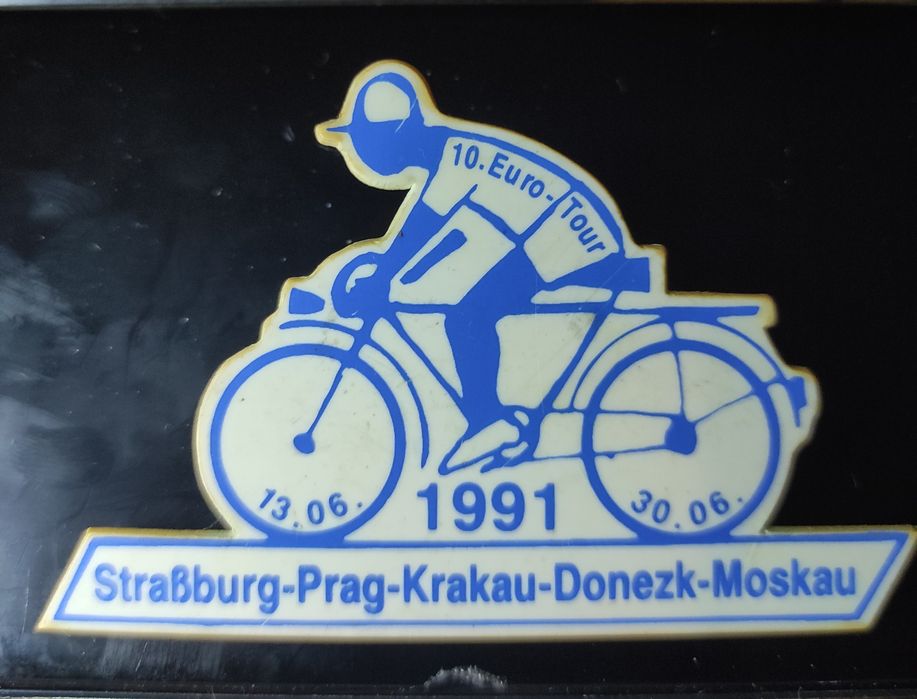 10.Euro-Tour
13.06.
1991
30.06.
Straßburg-Prag-Krakau-Donezk-Moskau